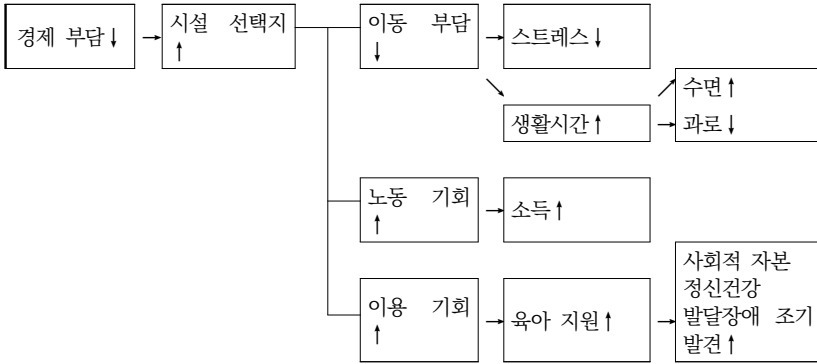 경제 부담↓
→
시설 선택지
↑
이동 부담
↓
→
스트레스↓
↘
생활시간↑
↗
→
수면↑
과로↓
노동 기회
↑
→
소득↑
이용 기회
↑
→
육아 지원↑
→
사회적 자본
정신건강
발달장애 조기
발견↑